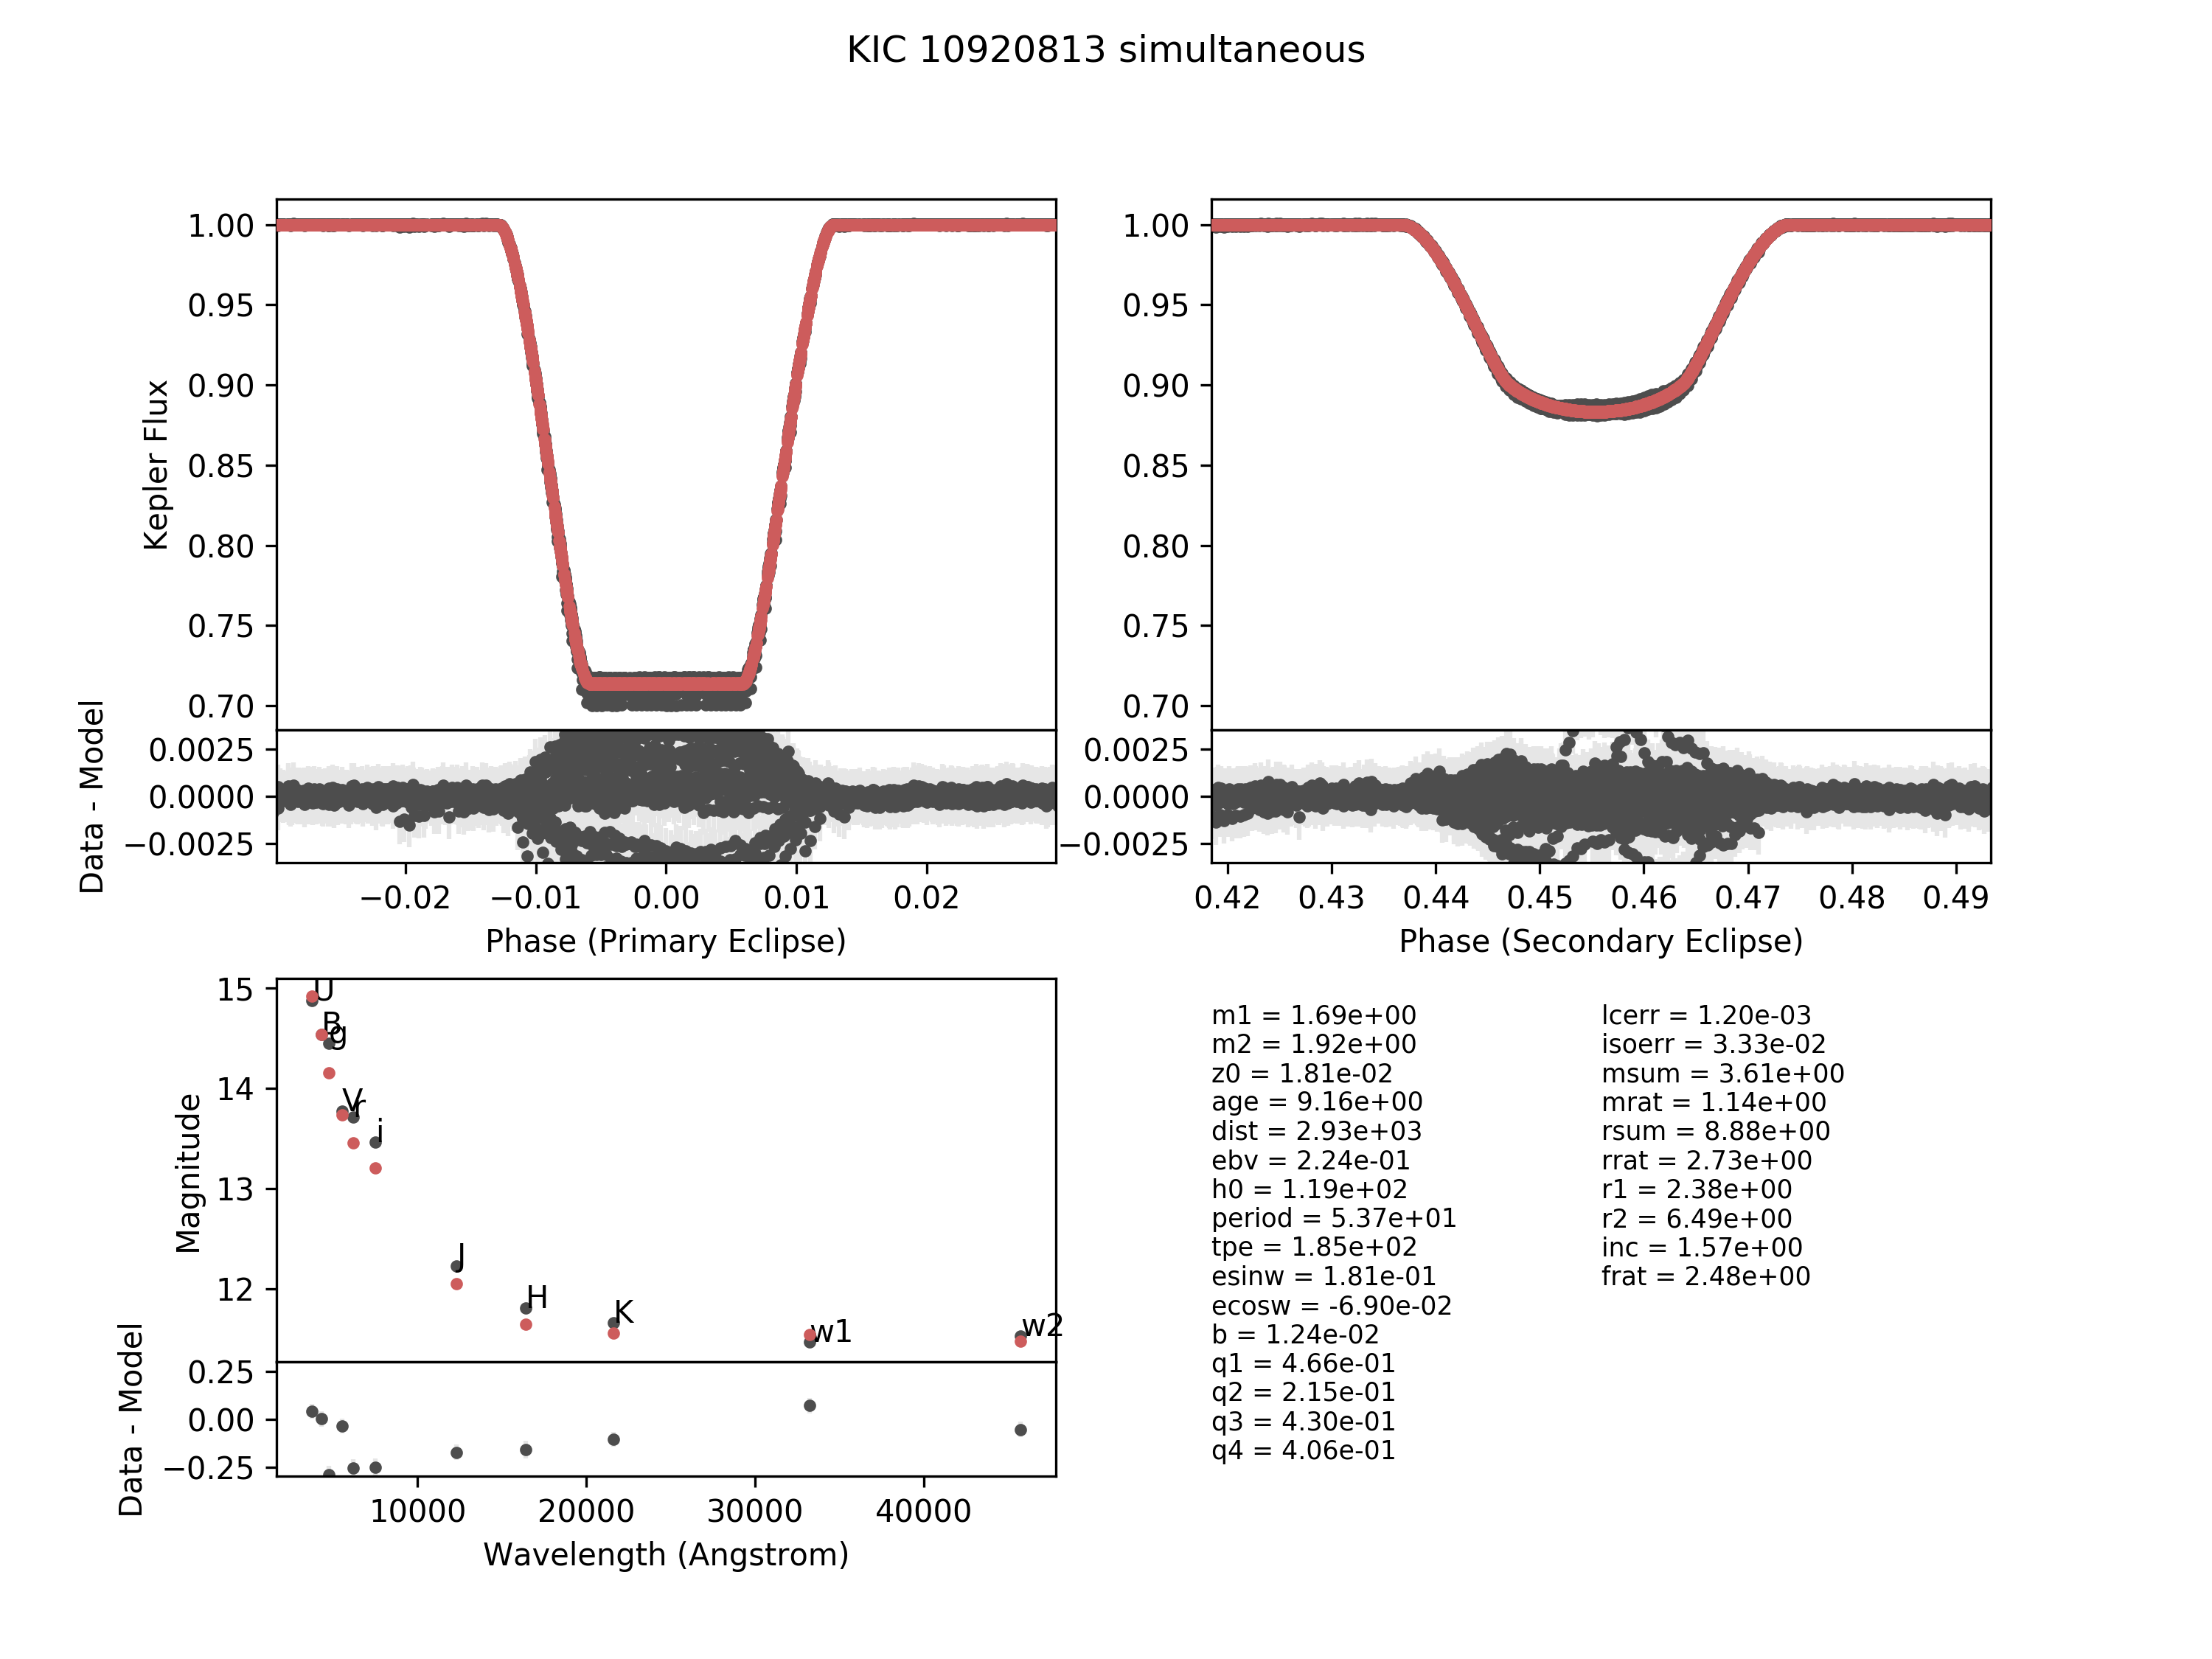 KIC 10920813 simultaneous
Kepler Flux
1.00
0.95
0.90
0.85
0.80
0.75
0.70
Data - Model
0.0025
0.0000
−0.0025
−0.02 −0.01 0.00 0.01 0.02
Phase (Primary Eclipse)
1.00
0.95
0.90
0.85
0.80
0.75
0.70
0.0025
0.0000
−0.0025
0.42 0.43 0.44 0.45 0.46 0.47 0.48 0.49
Phase (Secondary Eclipse)
Magnitude
15
14
13
12
U
B
g
V
r
i
J
H
K
w1
w2
Data - Model
0.25
0.00
−0.25
10000 20000 30000 40000
Wavelength (Angstrom)
m1 = 1.69e+00
m2 = 1.92e+00
z0 = 1.81e-02
age = 9.16e+00
dist = 2.93e+03
ebv = 2.24e-01
h0 = 1.19e+02
period = 5.37e+01
tpe = 1.85e+02
esinw = 1.81e-01
ecosw = -6.90e-02
b = 1.24e-02
q1 = 4.66e-01
q2 = 2.15e-01
q3 = 4.30e-01
q4 = 4.06e-01
lcerr = 1.20e-03
isoerr = 3.33e-02
msum = 3.61e+00
mrat = 1.14e+00
rsum = 8.88e+00
rrat = 2.73e+00
r1 = 2.38e+00
r2 = 6.49e+00
inc = 1.57e+00
frat = 2.48e+00